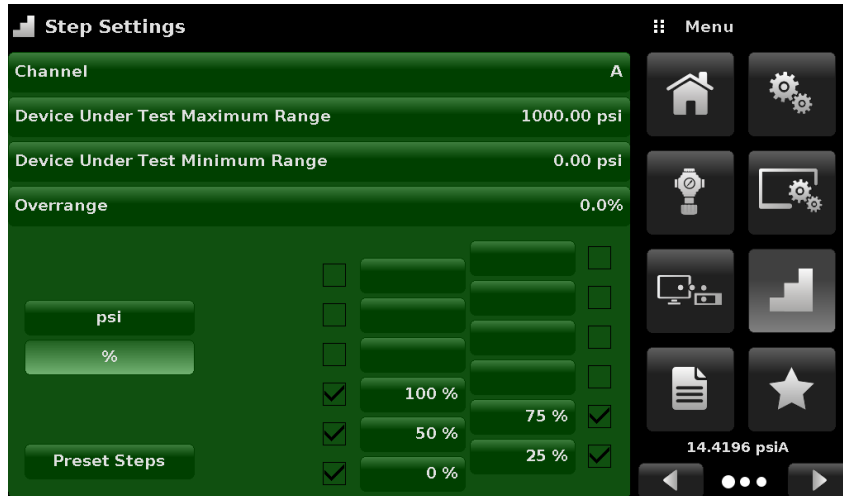 Step Settings
Menu
Channel A
Device Under Test Maximum Range 1000.00 psi
Device Under Test Minimum Range 0.00 psi
Overrange 0.0%
psi
%
100 %
75 %
50 %
25 %
0 %
Preset Steps
14.4196 psiA